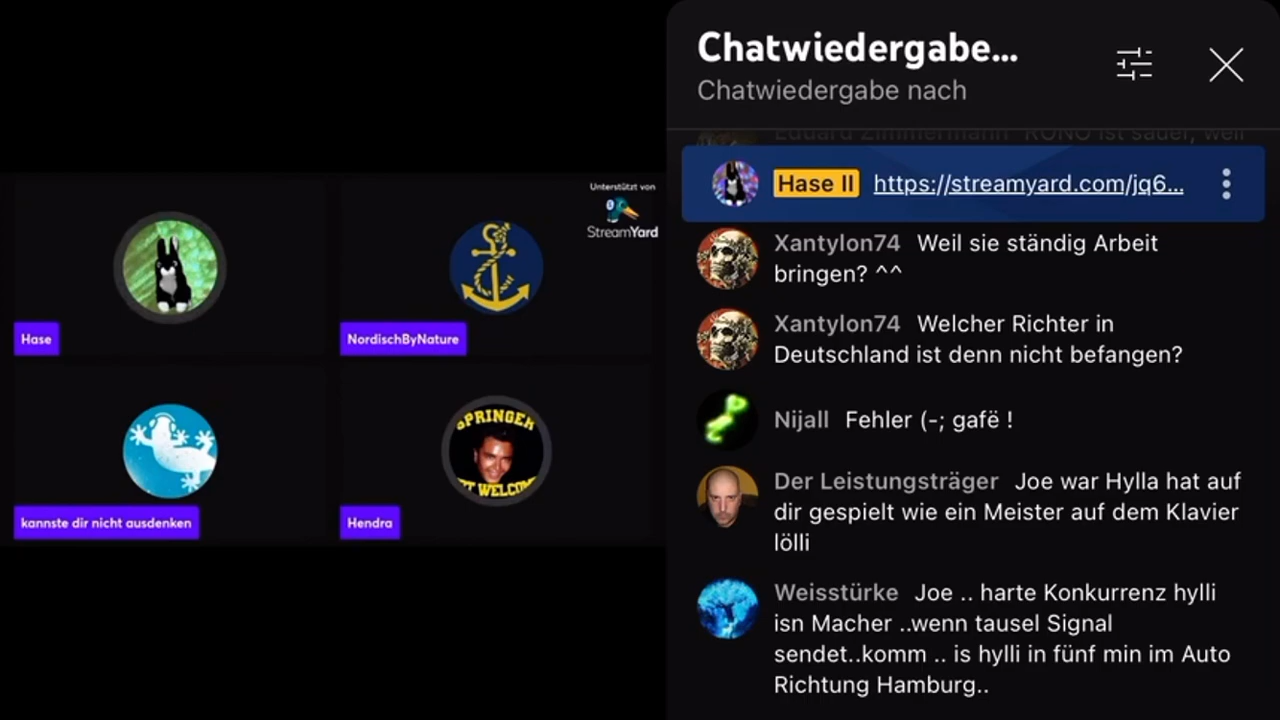 Chatwiedergabe...
Chatwiedergabe nach
Eduard Zimmermann RONO ist sauer, weil
Hase II https://streamyard.com/jq6...
Xantylon74 Weil sie ständig Arbeit
bringen? ^^
Xantylon74 Welcher Richter in
Deutschland ist denn nicht befangen?
Nijall Fehler (-; gafë !
Der Leistungsträger Joe war Hylla hat auf
dir gespielt wie ein Meister auf dem Klavier
lölli
Weisstürke Joe .. harte Konkurrenz hylli
isn Macher ..wenn tausel Signal
sendet..komm .. is hylli in fünf min im Auto
Richtung Hamburg..
Unterstützt von
StreamYard
Hase
NordischByNature
SPRINGER
WELCOME
kannste dir nicht ausdenken
Hendra